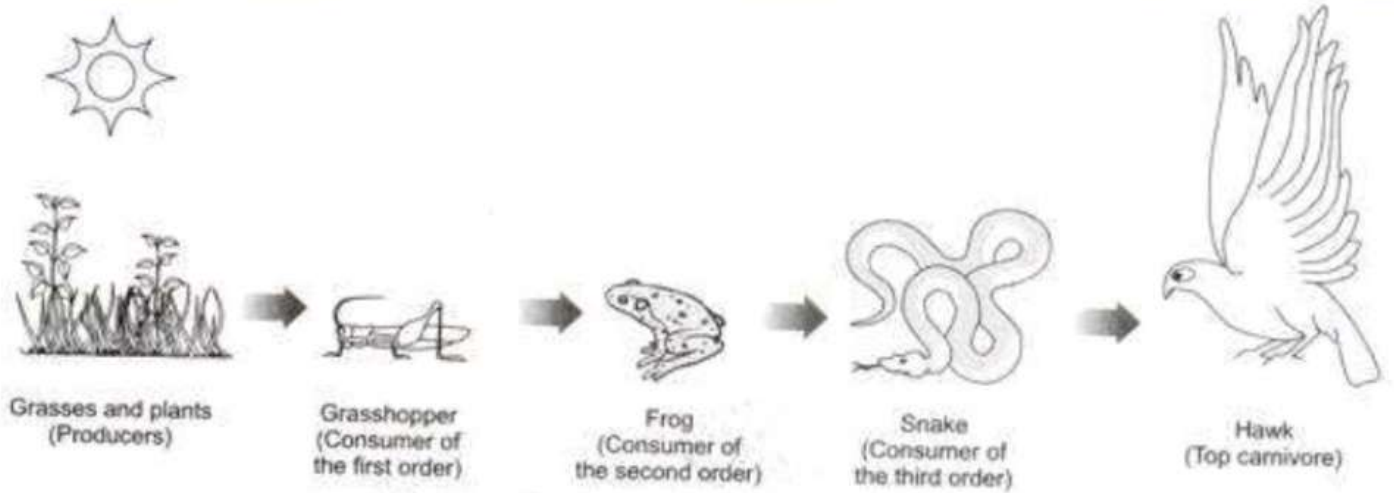 Grasses and plants
(Producers)
Grasshopper
(Consumer of
the first order)
Frog
(Consumer of
the second order)
Snake
(Consumer of
the third order)
Hawk
(Top carnivore)